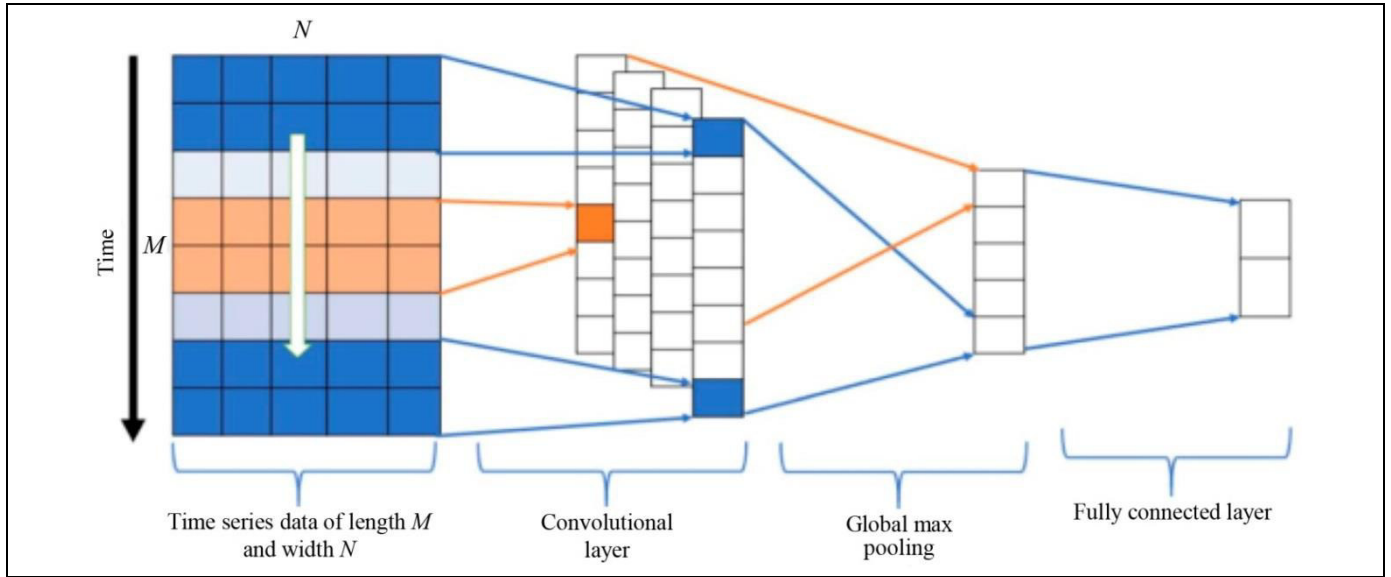 N
Time
M
Time series data of length M
and width N
Convolutional
layer
Global max
pooling
Fully connected layer